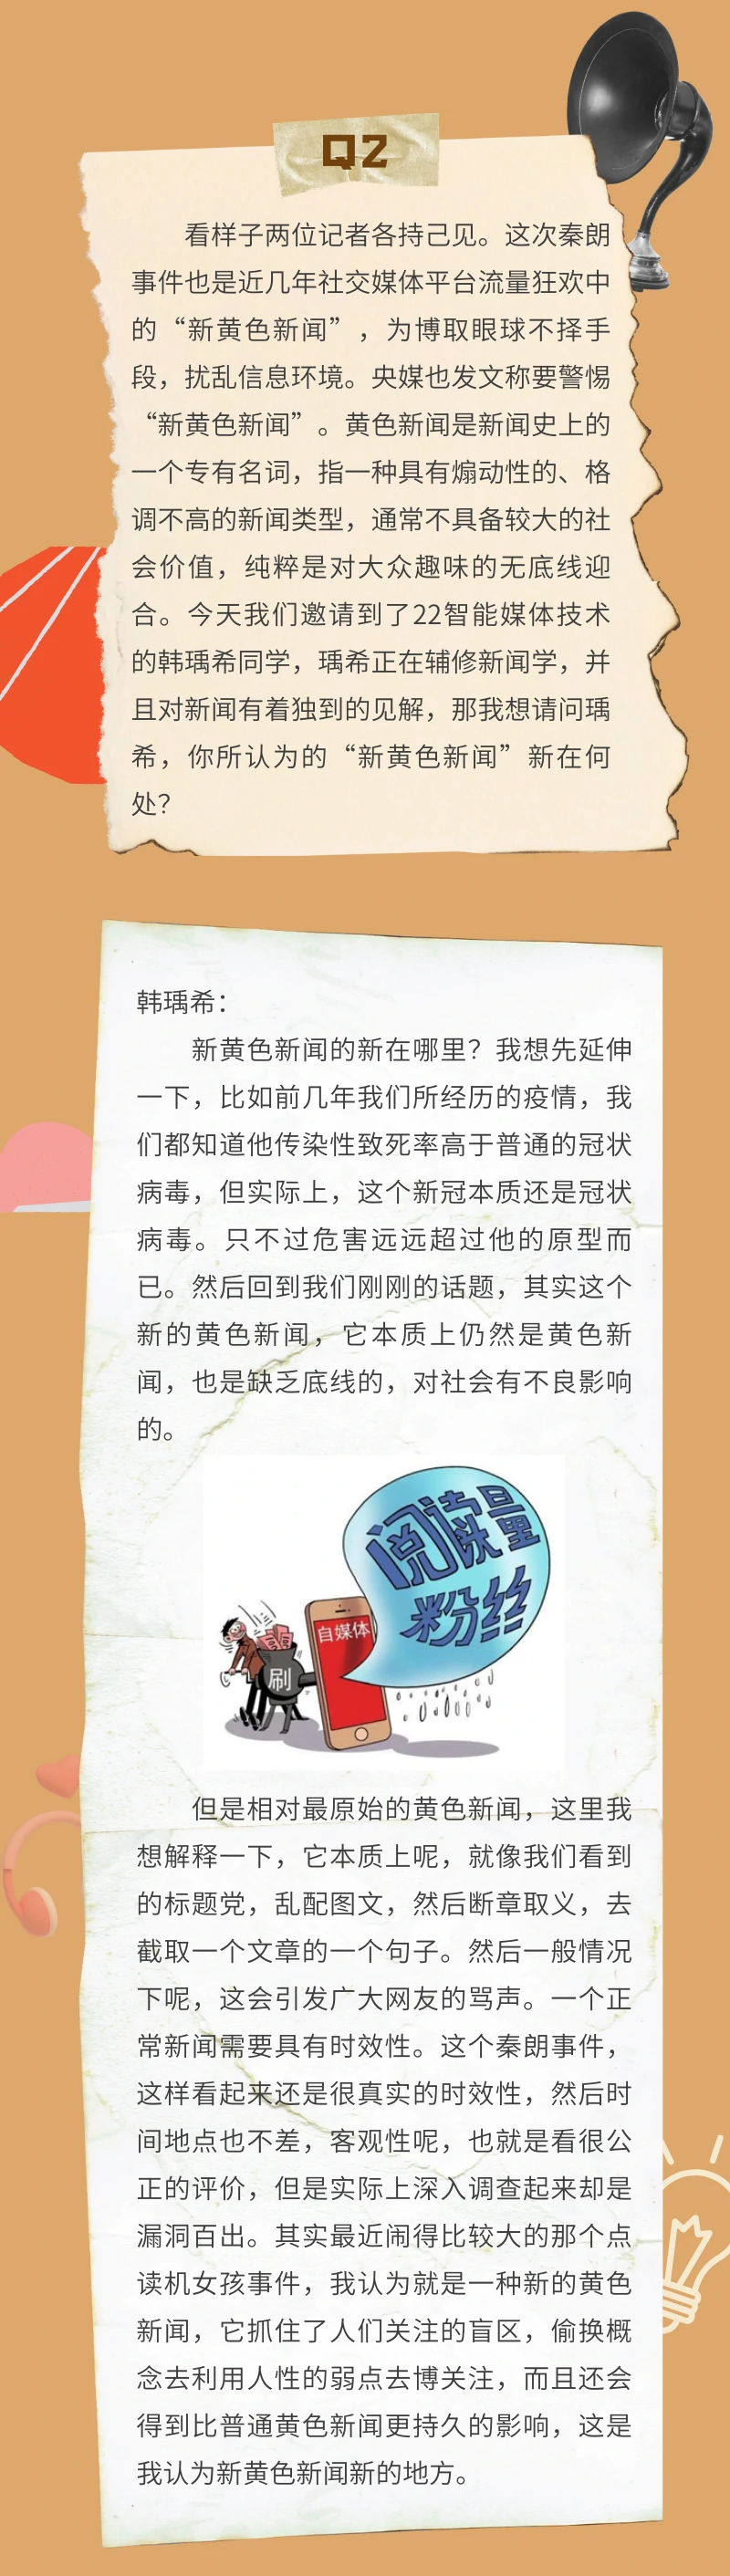 Q2
看样子两位记者各持己见。这次秦朗
事件也是近几年社交媒体平台流量狂欢中
的“新黄色新闻”，为博取眼球不择手
段，扰乱信息环境。央媒也发文称要警惕
“新黄色新闻”。黄色新闻是新闻史上的
一个专有名词，指一种具有煽动性的、格
调不高的新闻类型，通常不具备较大的社
会价值，纯粹是对大众趣味的无底线迎
合。今天我们邀请到了22智能媒体技术
的韩瑀希同学，瑀希正在辅修新闻学，并
且对新闻有着独到的见解，那我想请问瑀
希，你所认为的“新黄色新闻”新在何
处？
韩瑀希：
新黄色新闻的新在哪里？我想先延伸
一下，比如前几年我们所经历的疫情，我
们都知道他传染性致死率高于普通的冠状
病毒，但实际上，这个新冠本质还是冠状
病毒。只不过危害远远超过他的原型而
已。然后回到我们刚刚的话题，其实这个
新的黄色新闻，它本质上仍然是黄色新
闻，也是缺乏底线的，对社会有不良影响
的。
阅读量
粉丝
自媒体
刷
但是相对最原始的黄色新闻，这里我
想解释一下，它本质上呢，就像我们看到
的标题党，乱配图文，然后断章取义，去
截取一个文章的一个句子。然后一般情况
下呢，这会引发广大网友的骂声。一个正
常新闻需要具有时效性。这个秦朗事件，
这样看起来还是很真实的时效性，然后时
间地点也不差，客观性呢，也就是看很公
正的评价，但是实际上深入调查起来却是
漏洞百出。其实最近闹得比较大的那个点
读机女孩事件，我认为就是一种新的黄色
新闻，它抓住了人们关注的盲区，偷换概
念去利用人性的弱点去博关注，而且还会
得到比普通黄色新闻更持久的影响，这是
我认为新黄色新闻新的地方。